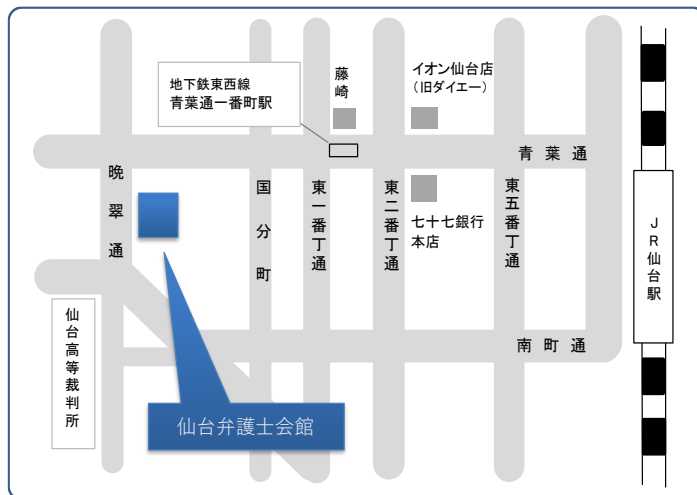 地下鉄東西線
青葉通一番町駅
藤崎
イオン仙台店
（旧ダイエー）
青葉通
晩翠通
国分町
東一番丁通
東二番丁通
東五番丁通
七十七銀行
本店
JR仙台駅
仙台高等裁判所
南町通
仙台弁護士会館